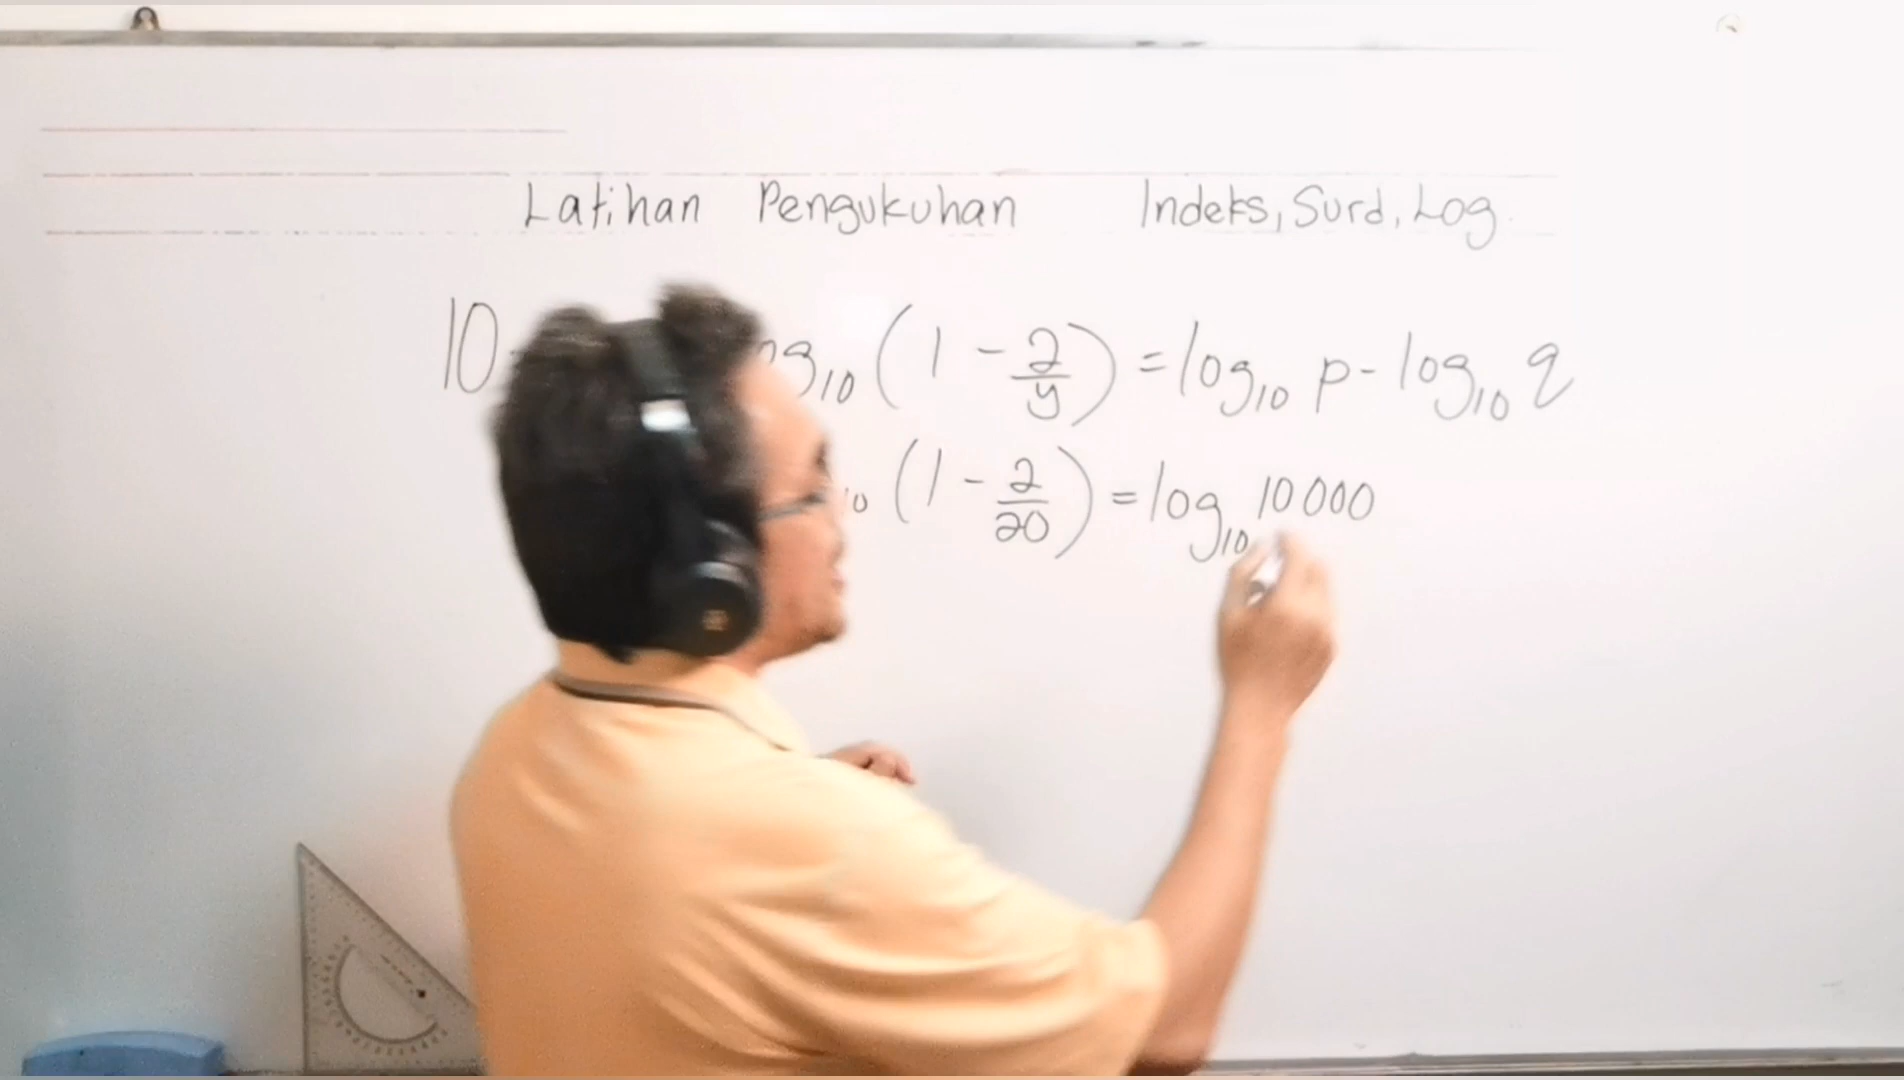 Latihan Pengukuhan Indeks, Surd, Log
10 og₁₀ (1 - 2/y) = log₁₀ p - log₁₀ q
10 (1 - 2/20) = log₁₀ 10000